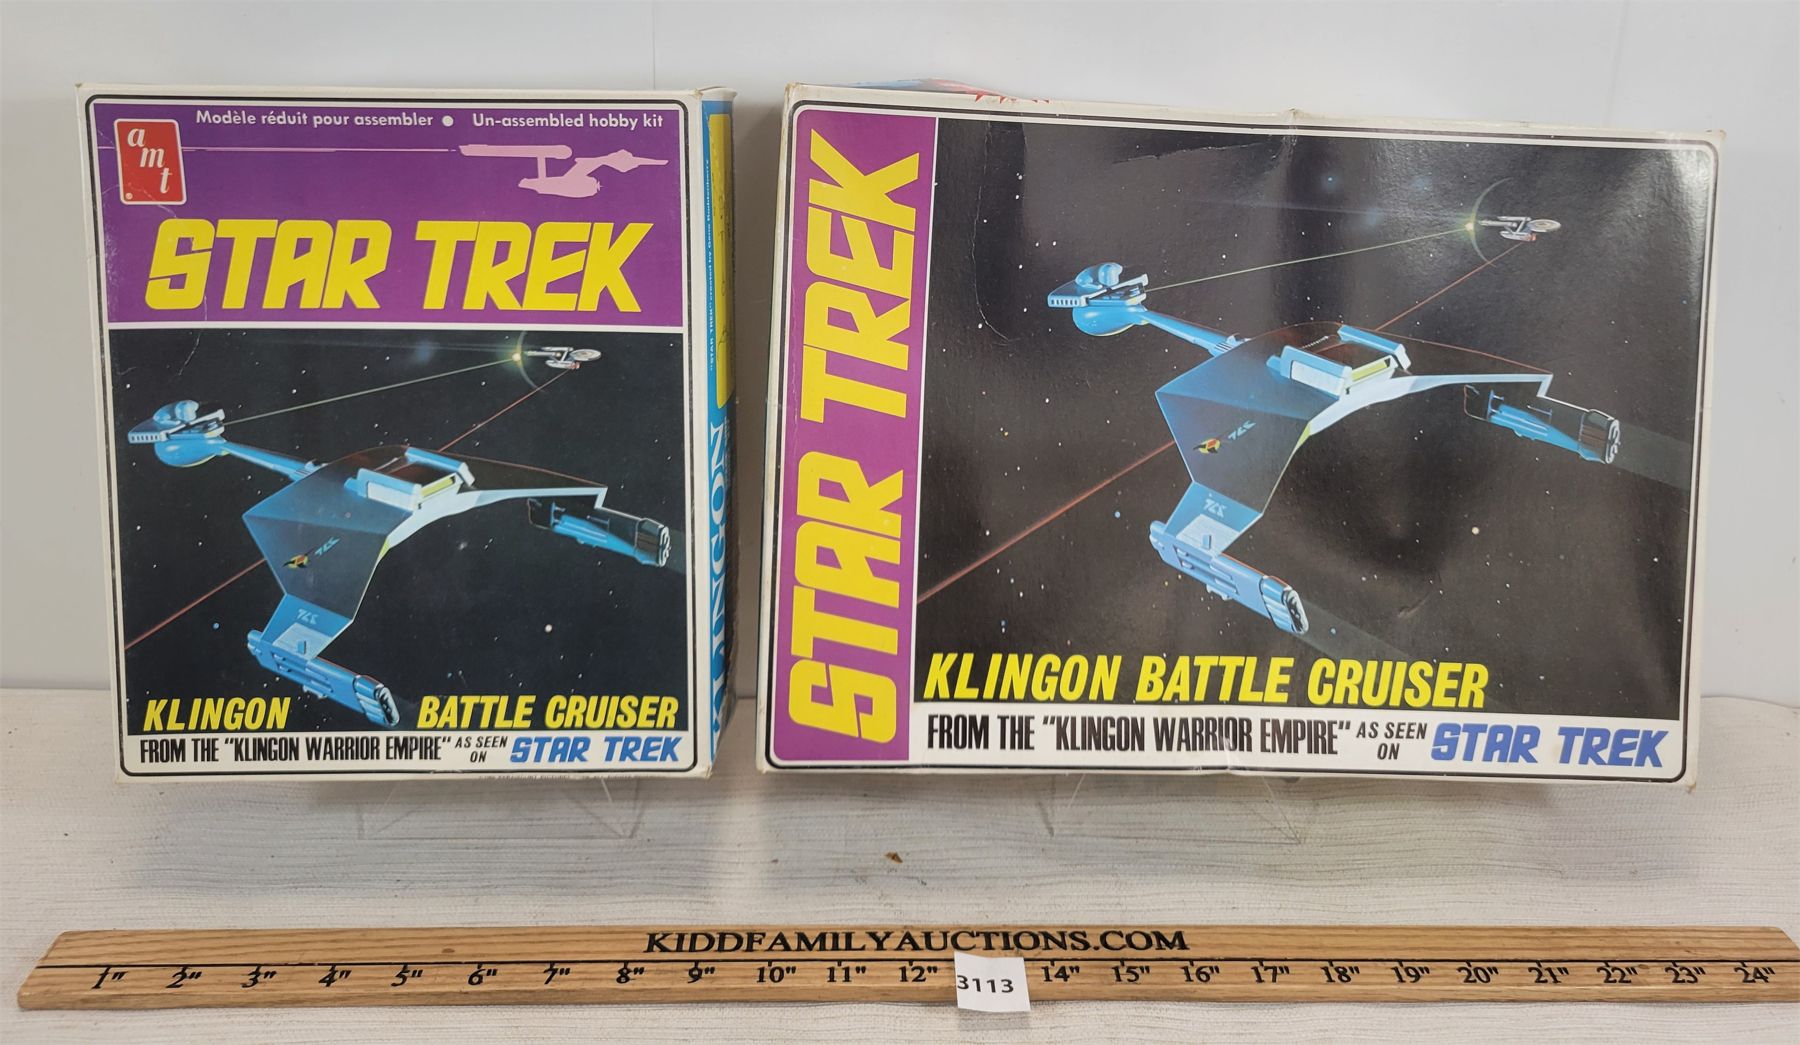 Modèle réduit pour assembler ● Un-assembled hobby kit
amt
STAR TREK
KLINGON BATTLE CRUISER
FROM THE "KLINGON WARRIOR EMPIRE" AS SEEN ON STAR TREK
KLINGON
STAR TREK
KLINGON BATTLE CRUISER
FROM THE "KLINGON WARRIOR EMPIRE" AS SEEN ON STAR TREK
KIDDFAMILYAUCTIONS.COM
1" 2" 3" 4" 5" 6" 7" 8" 9" 10" 11" 12" 14" 15" 16" 17" 18" 19" 20" 21" 22" 23" 24"
3113